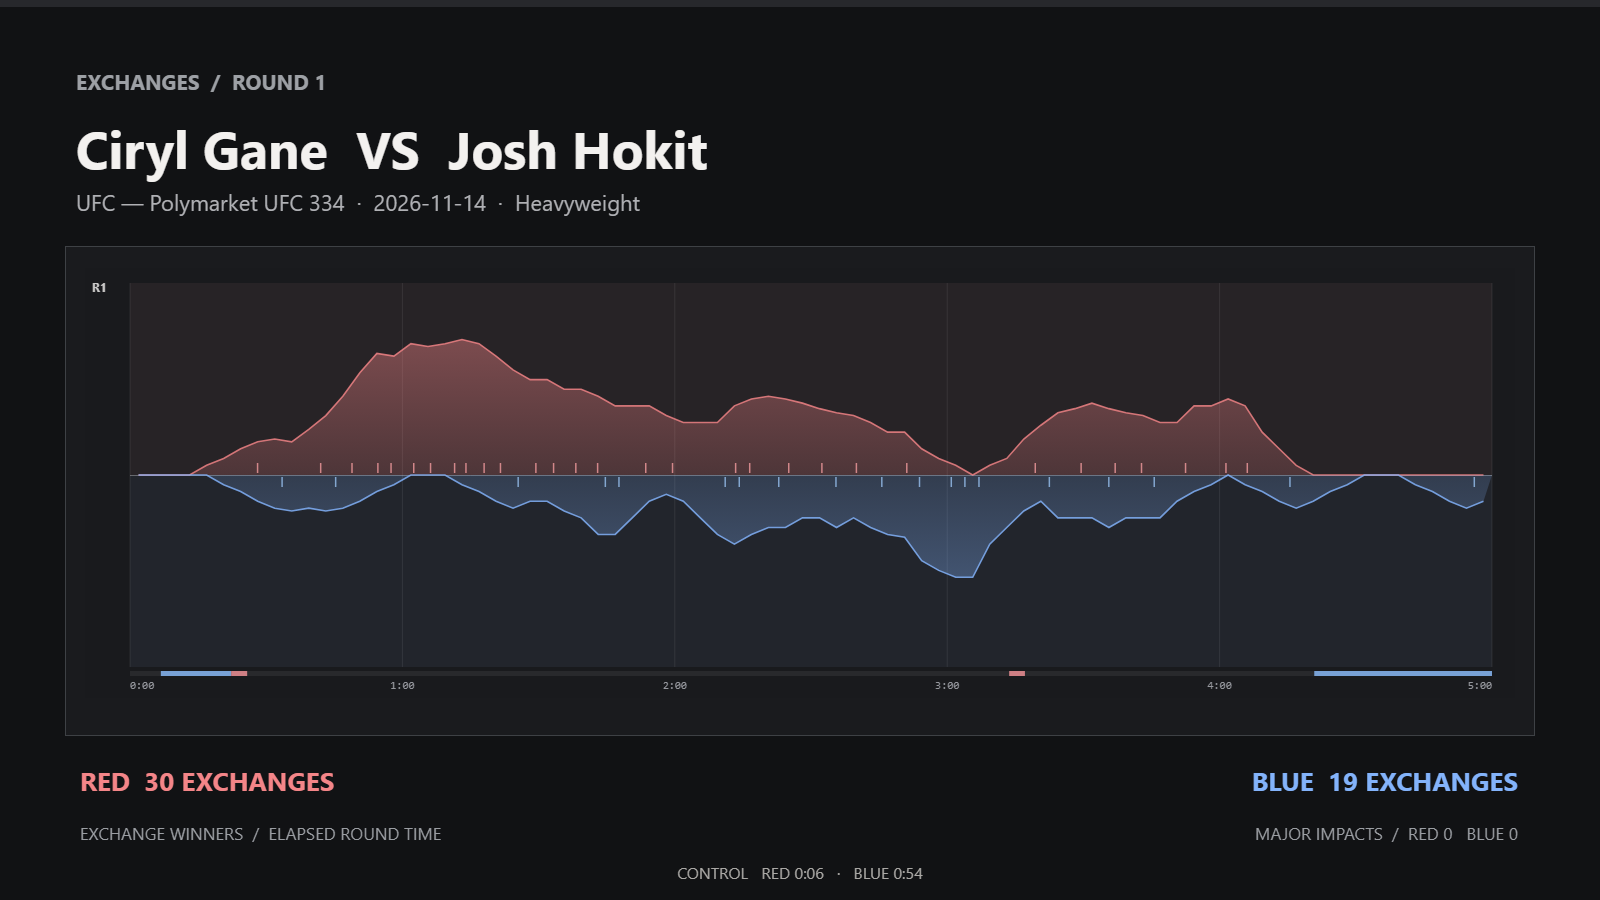 EXCHANGES / ROUND 1
Ciryl Gane VS Josh Hokit
UFC — Polymarket UFC 334 · 2026-11-14 · Heavyweight
R1
0:00 1:00 2:00 3:00 4:00 5:00
RED 30 EXCHANGES
BLUE 19 EXCHANGES
EXCHANGE WINNERS / ELAPSED ROUND TIME
MAJOR IMPACTS / RED 0 BLUE 0
CONTROL RED 0:06 · BLUE 0:54